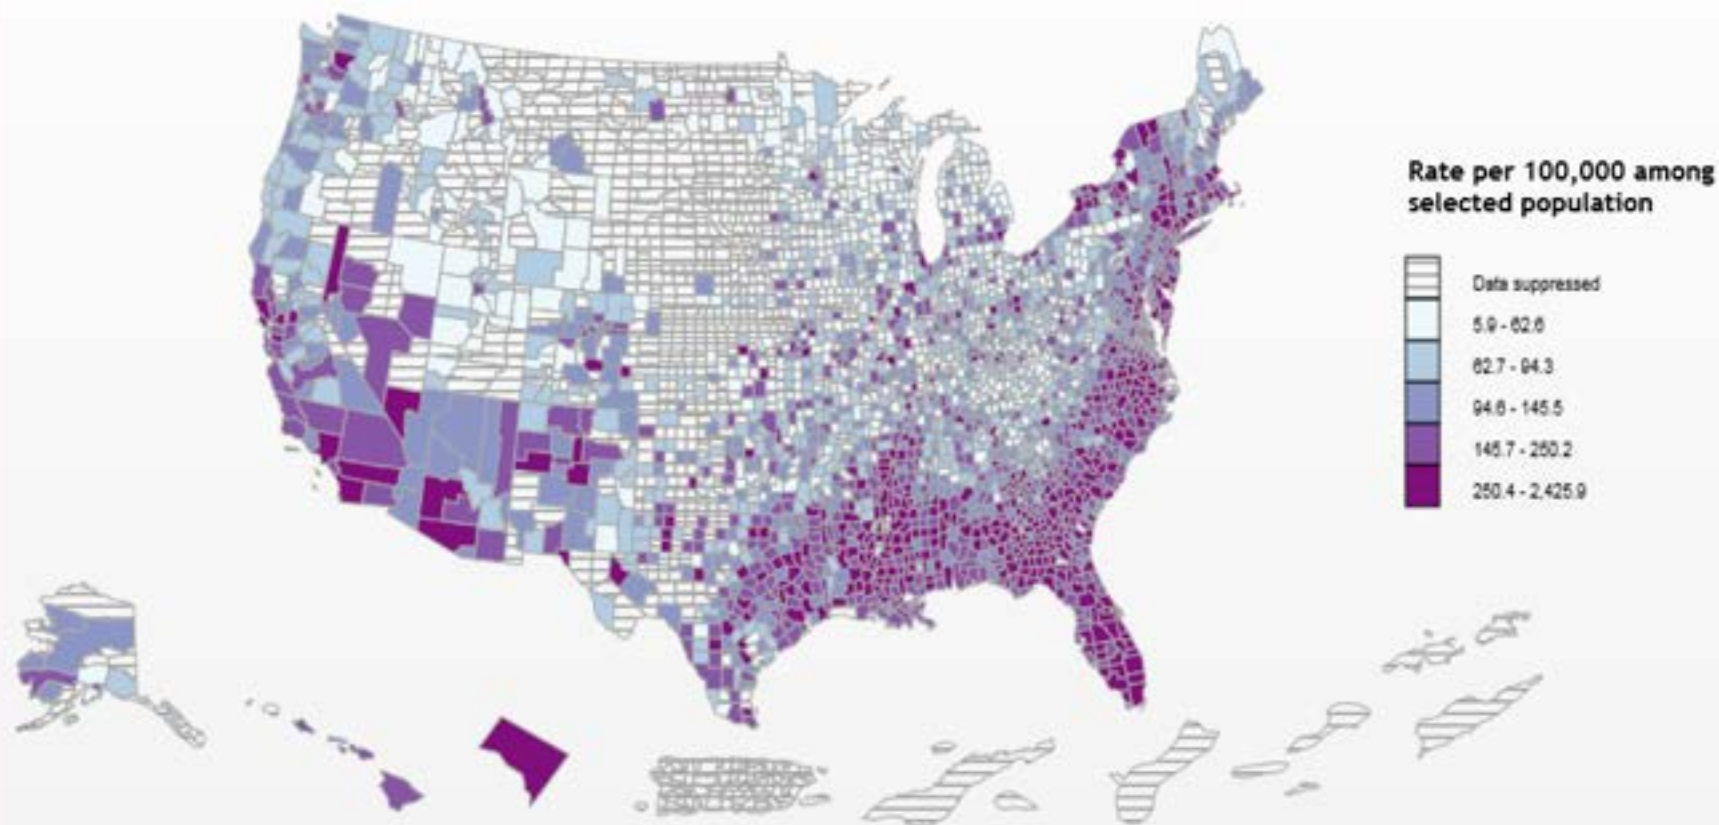 Rate per 100,000 among
selected population
Data suppressed
5.9 - 62.6
62.7 - 94.3
94.6 - 145.5
145.7 - 250.2
250.4 - 2,425.9